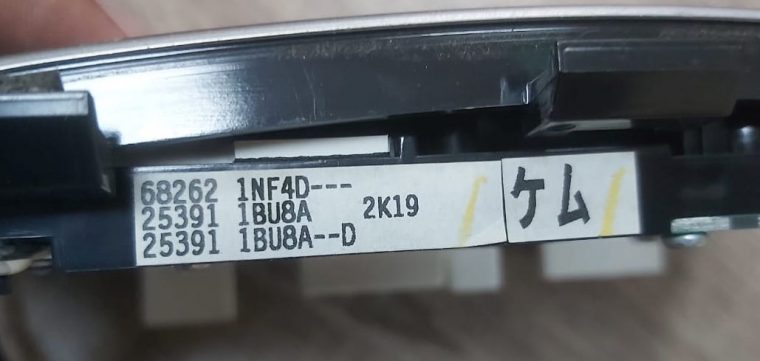 68262 1NF4D---
25391 1BU8A 2K19
25391 1BU8A--D
ケム